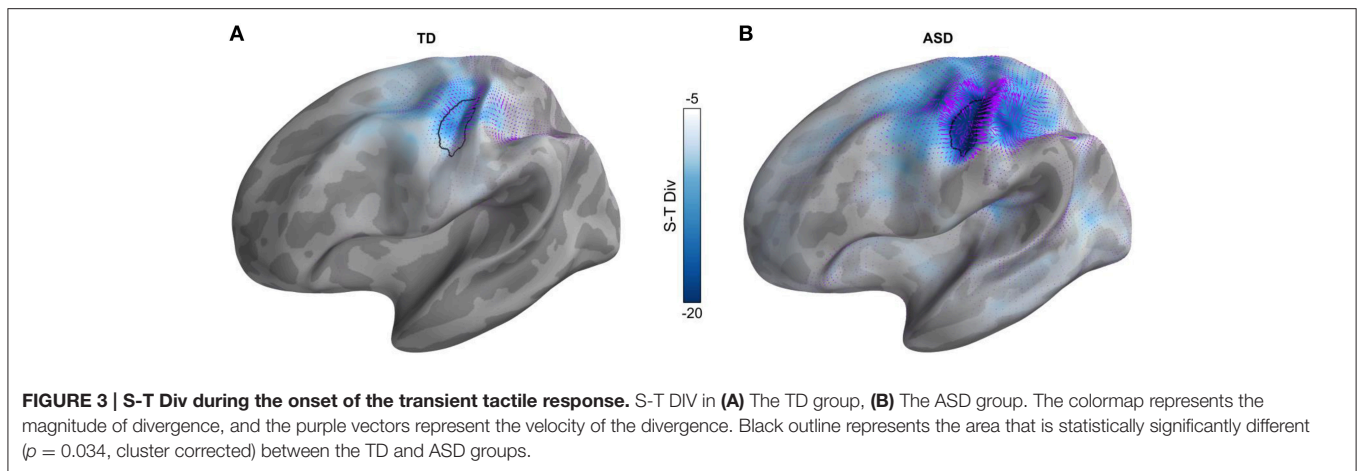 A
TD
B
ASD
-5
S-T Div
-20
FIGURE 3 | S-T Div during the onset of the transient tactile response. S-T DIV in (A) The TD group, (B) The ASD group. The colormap represents the
magnitude of divergence, and the purple vectors represent the velocity of the divergence. Black outline represents the area that is statistically significantly different
(p = 0.034, cluster corrected) between the TD and ASD groups.